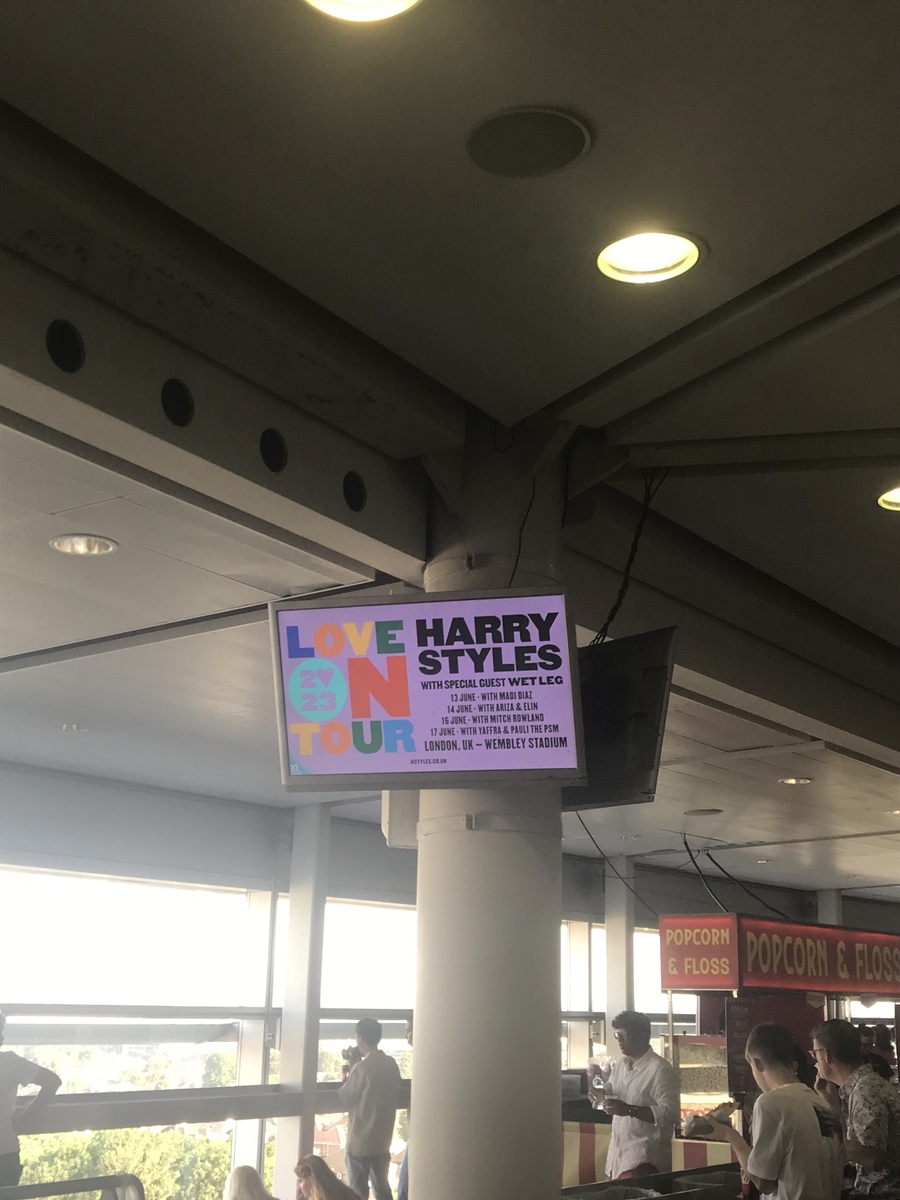 LOVE
2♥
23
ON
TOUR
HARRY
STYLES
WITH SPECIAL GUEST WET LEG
13 JUNE - WITH MADI DIAZ
14 JUNE - WITH ARIZA & ELIN
16 JUNE - WITH MITCH ROWLAND
17 JUNE - WITH YAFFRA & PAULI THE PSM
LONDON, UK – WEMBLEY STADIUM
HSTYLES.CO.UK
POPCORN
& FLOSS
POPCORN & FLOSS